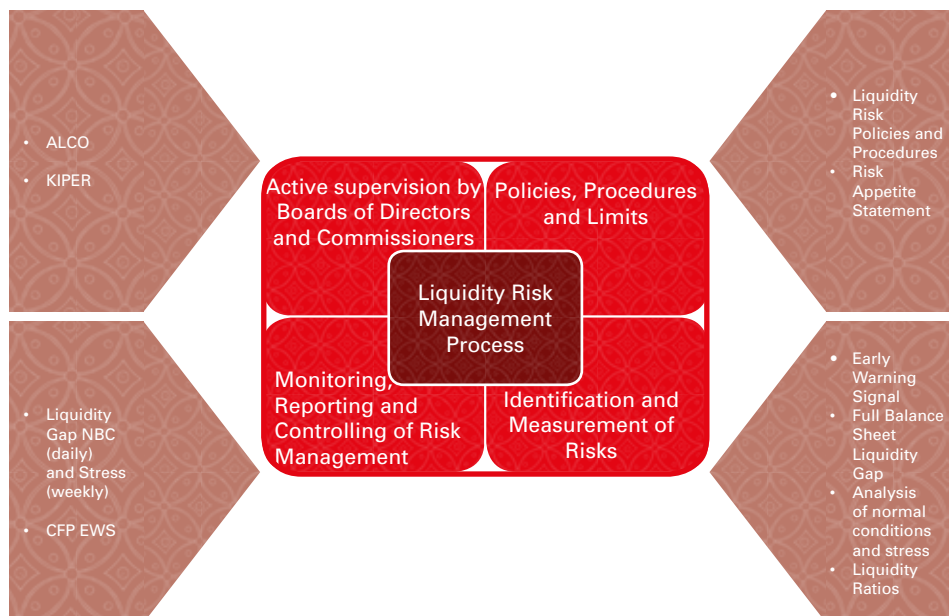 • ALCO
• KIPER
Active supervision by
Boards of Directors
and Commissioners
Policies, Procedures
and Limits
• Liquidity
Risk
Policies and
Procedures
• Risk
Appetite
Statement
Liquidity Risk
Management
Process
• Liquidity
Gap NBC
(daily)
and Stress
(weekly)
• CFP EWS
Monitoring,
Reporting and
Controlling of Risk
Management
Identification and
Measurement of
Risks
• Early
Warning
Signal
• Full Balance
Sheet
Liquidity
Gap
• Analysis
of normal
conditions
and stress
• Liquidity
Ratios